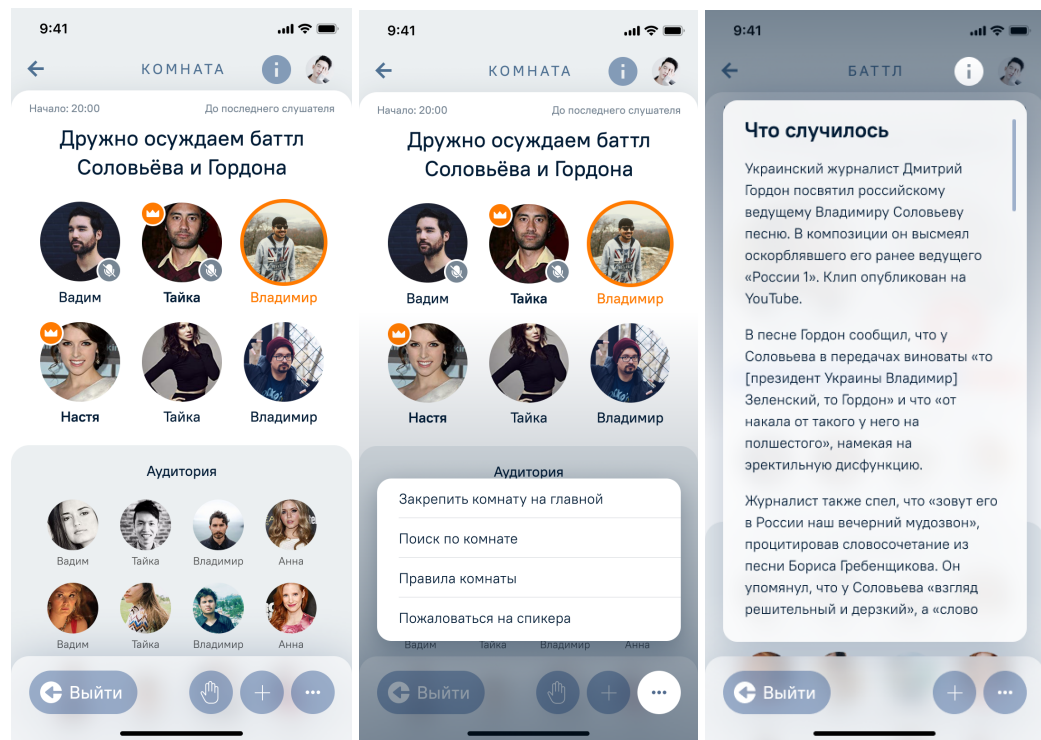 9:41
КОМНАТА
Начало: 20:00
До последнего слушателя
Дружно осуждаем баттл
Соловьёва и Гордона
Вадим
Тайка
Владимир
Настя
Тайка
Владимир
Аудитория
Вадим
Тайка
Владимир
Анна
Вадим
Тайка
Владимир
Анна
Выйти
9:41
КОМНАТА
Начало: 20:00
До последнего слушателя
Дружно осуждаем баттл
Соловьёва и Гордона
Вадим
Тайка
Владимир
Настя
Тайка
Владимир
Аудитория
Закрепить комнату на главной
Поиск по комнате
Правила комнаты
Пожаловаться на спикера
Вадим
Тайка
Владимир
Анна
Выйти
9:41
БАТТЛ
Что случилось
Украинский журналист Дмитрий
Гордон посвятил российскому
ведущему Владимиру Соловьеву
песню. В композиции он высмеял
оскорблявшего его ранее ведущего
«России 1». Клип опубликован на
YouTube.
В песне Гордон сообщил, что у
Соловьева в передачах виноваты «то
[президент Украины Владимир]
Зеленский, то Гордон» и что «от
накала от такого у него на
полшестого», намекая на
эректильную дисфункцию.
Журналист также спел, что «зовут его
в России наш вечерний мудозвон»,
процитировав словосочетание из
песни Бориса Гребенщикова. Он
упомянул, что у Соловьева «взгляд
решительный и дерзкий», а «слово
Выйти